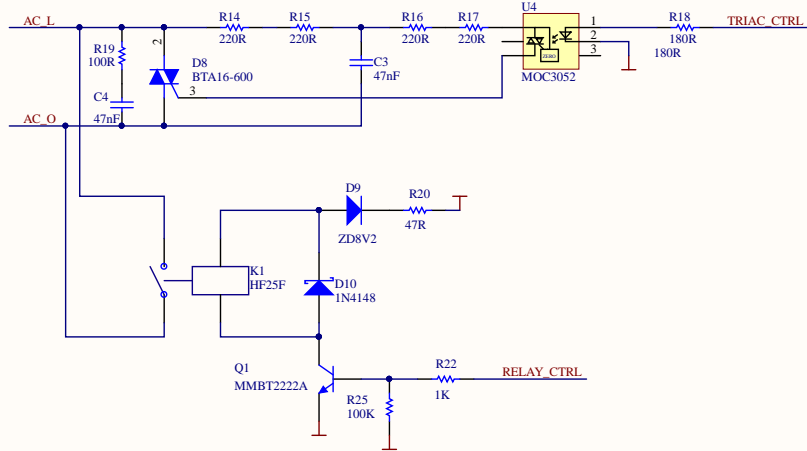 U4
AC_L
R14
R15
R16
R17
1
R18
TRIAC_CTRL
220R
220R
220R
220R
2
180R
R19
100R
2
D8
BTA16-600
C3
47nF
ZERO
3
180R
MOC3052
C4
47nF
3
AC_O
D9
R20
ZD8V2
47R
K1
HF25F
D10
1N4148
Q1
MMBT2222A
R22
RELAY_CTRL
R25
100K
1K